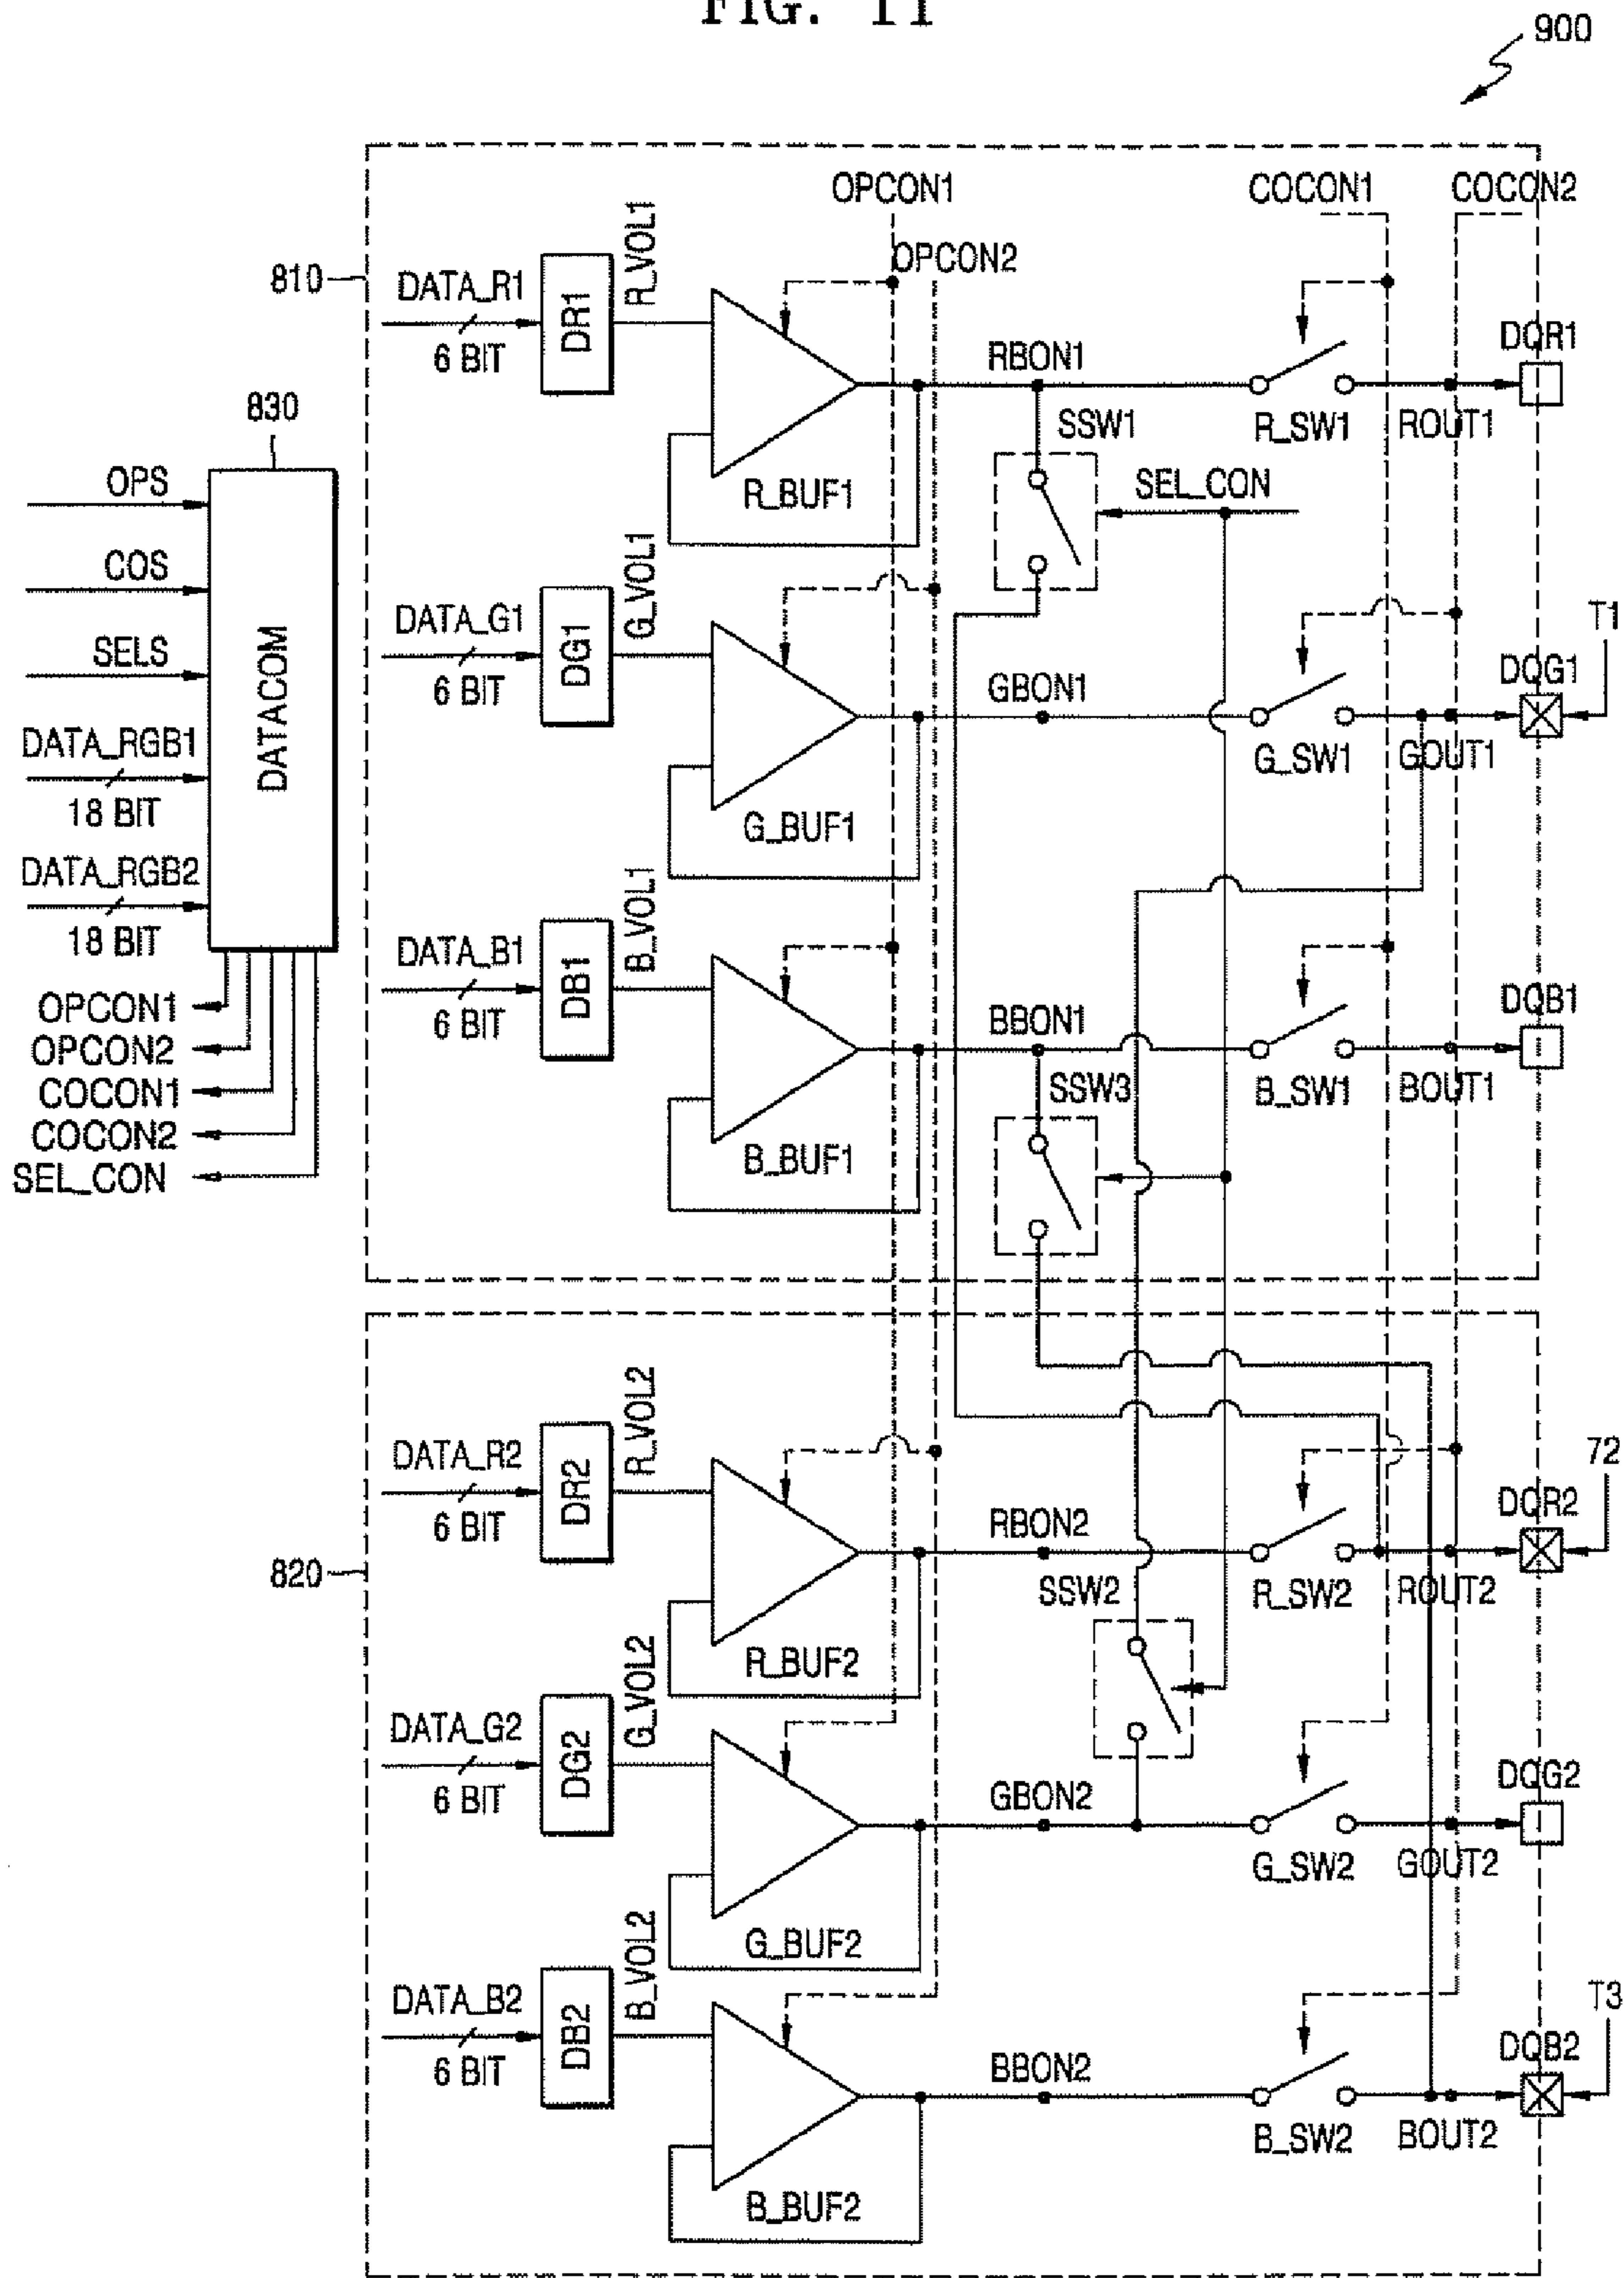 FIG. 11
900
OPCON1
COCON1
COCON2
OPCON2
810
DATA_R1
6 BIT
DR1
R_VOL1
R_BUF1
RBON1
SSW1
SEL_CON
R_SW1
ROUT1
DQR1
830
OPS
COS
SELS
DATA_RGB1
18 BIT
DATA_RGB2
18 BIT
DATACOM
OPCON1
OPCON2
COCON1
COCON2
SEL_CON
DATA_G1
6 BIT
DG1
G_VOL1
G_BUF1
GBON1
G_SW1
GOUT1
DQG1
T1
DATA_B1
6 BIT
DB1
B_VOL1
B_BUF1
BBON1
SSW3
B_SW1
BOUT1
DQB1
820
DATA_R2
6 BIT
DR2
R_VOL2
R_BUF2
RBON2
SSW2
R_SW2
ROUT2
DQR2
72
DATA_G2
6 BIT
DG2
G_VOL2
G_BUF2
GBON2
G_SW2
GOUT2
DQG2
DATA_B2
6 BIT
DB2
B_VOL2
B_BUF2
BBON2
B_SW2
BOUT2
DQB2
T3